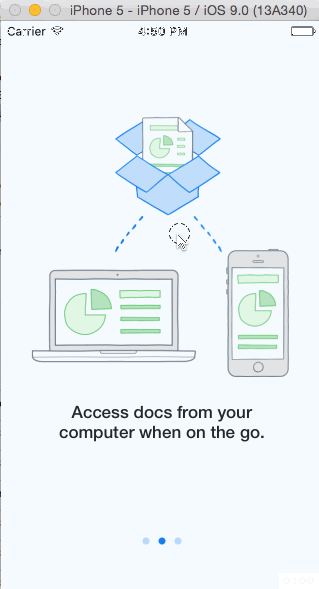 iPhone 5 - iPhone 5 / iOS 9.0 (13A340)
Carrier 4:50 PM
Access docs from your
computer when on the go.